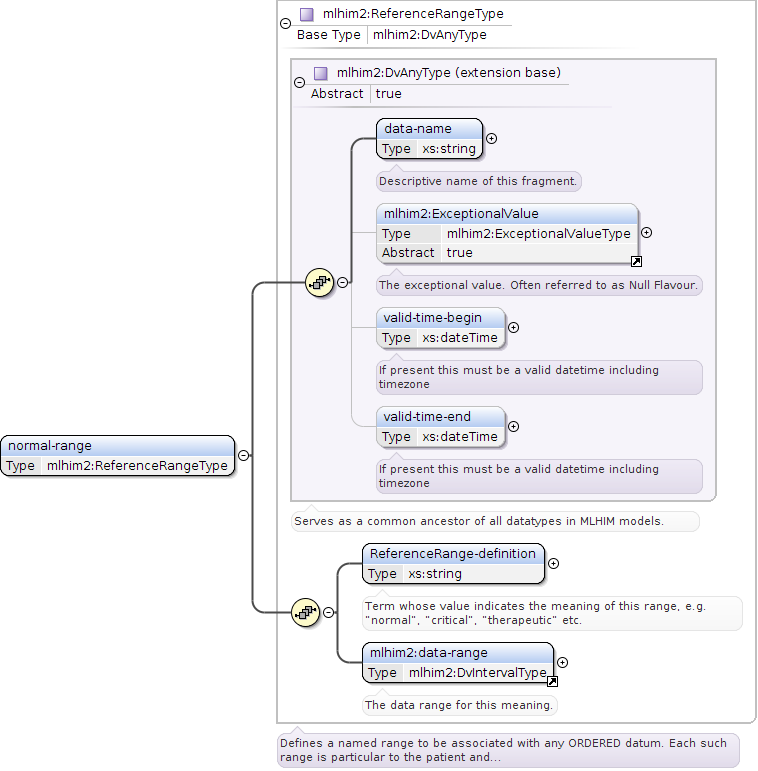 mlhim2:ReferenceRangeType
Base Type mlhim2:DvAnyType
mlhim2:DvAnyType (extension base)
Abstract true
data-name
Type xs:string
Descriptive name of this fragment.
mlhim2:ExceptionalValue
Type mlhim2:ExceptionalValueType
Abstract true
The exceptional value. Often referred to as Null Flavour.
valid-time-begin
Type xs:dateTime
If present this must be a valid datetime including
timezone
valid-time-end
Type xs:dateTime
If present this must be a valid datetime including
timezone
normal-range
Type mlhim2:ReferenceRangeType
Serves as a common ancestor of all datatypes in MLHIM models.
ReferenceRange-definition
Type xs:string
Term whose value indicates the meaning of this range, e.g.
"normal", "critical", "therapeutic" etc.
mlhim2:data-range
Type mlhim2:DvIntervalType
The data range for this meaning.
Defines a named range to be associated with any ORDERED datum. Each such
range is particular to the patient and...